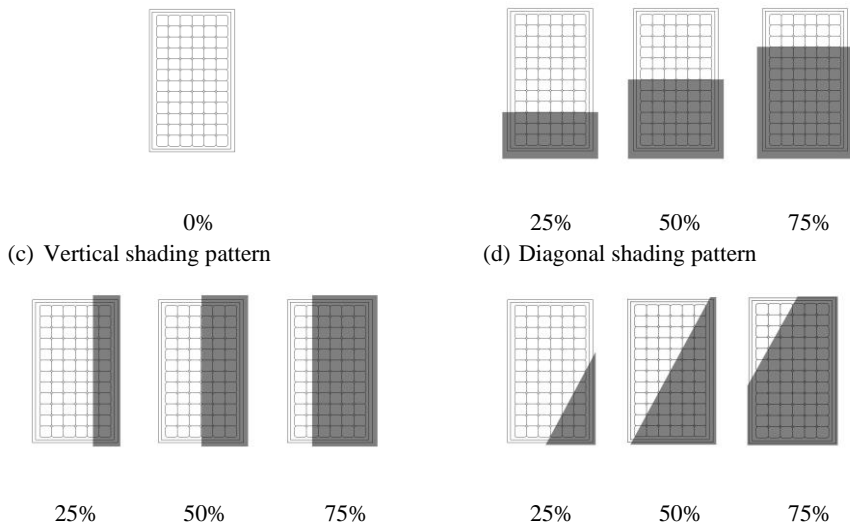 0%
25% 50% 75%
(c) Vertical shading pattern
(d) Diagonal shading pattern
25% 50% 75%
25% 50% 75%